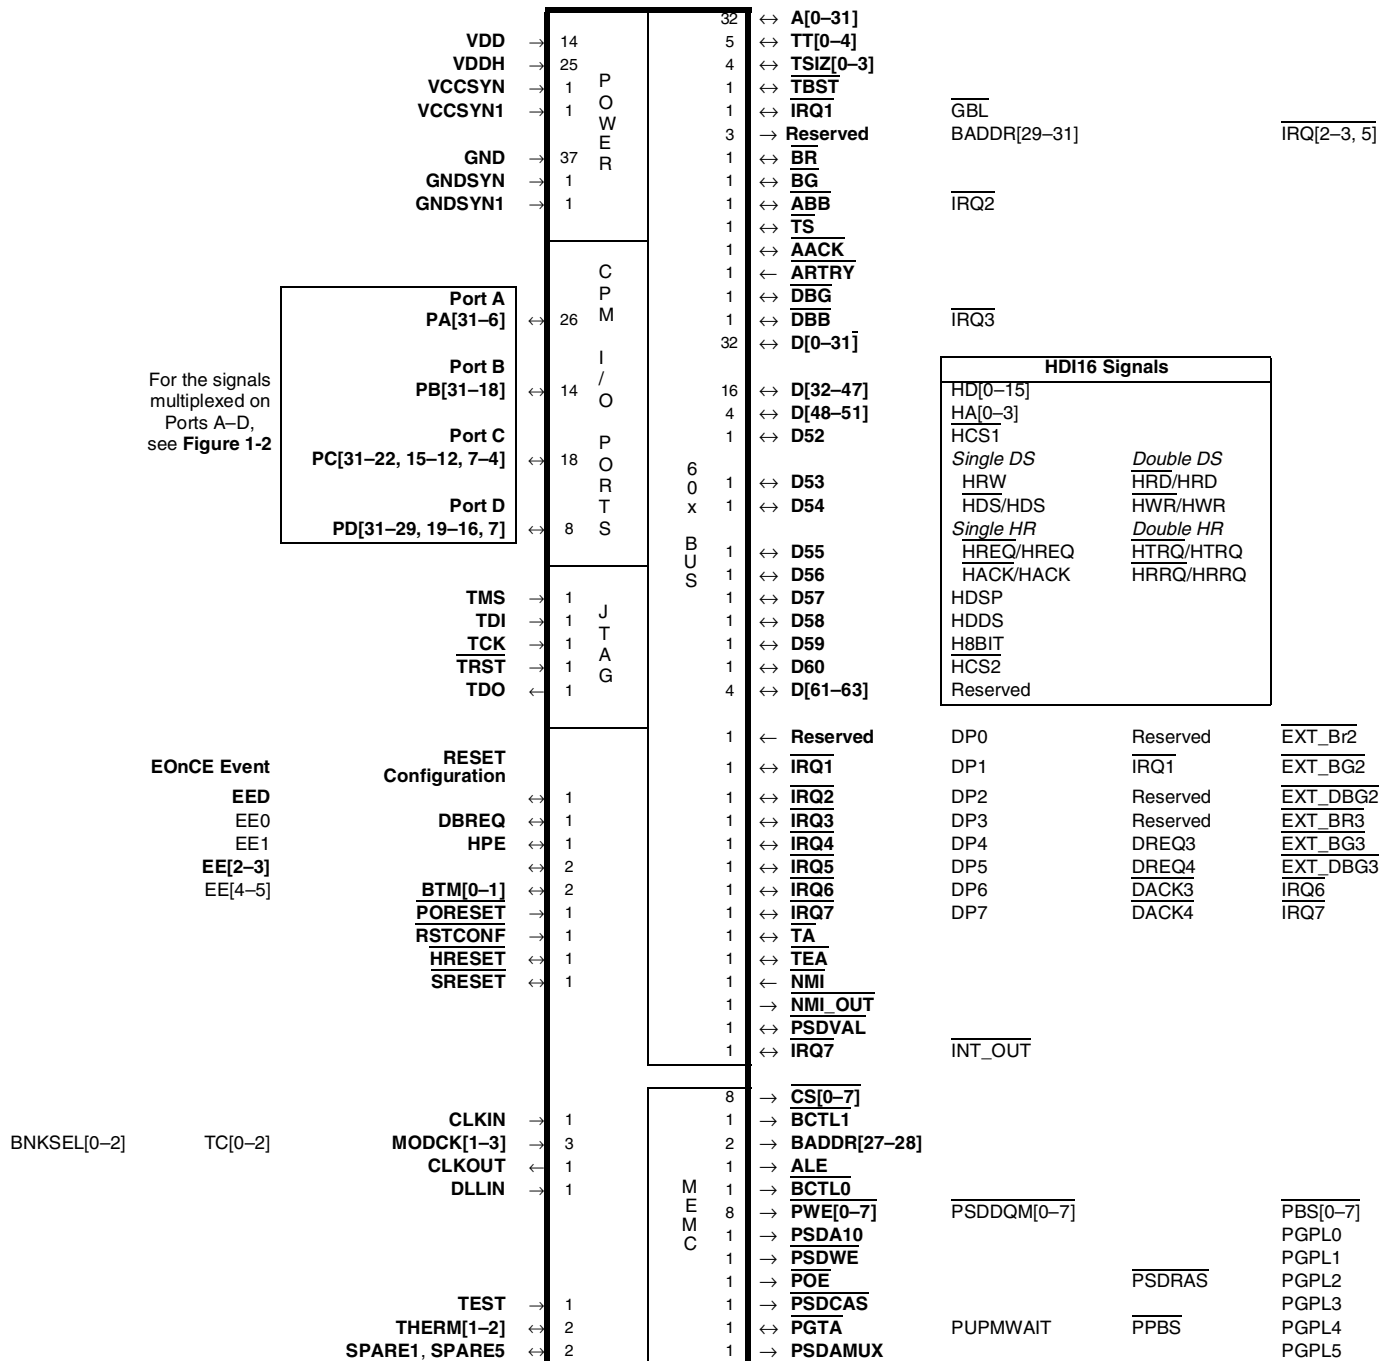 32 ↔ A[0–31]
VDD → 14 5 ↔ TT[0–4]
VDDH → 25 4 ↔ TSIZ[0–3]
VCCSYN → 1 1 ↔ TBST
VCCSYN1 → 1 1 ↔ IRQ1 GBL
3 → Reserved BADDR[29–31] IRQ[2–3, 5]
GND → 37 1 ↔ BR
GNDSYN → 1 1 ↔ BG
GNDSYN1 → 1 1 ↔ ABB IRQ2
POWER
1 ↔ TS
1 ↔ AACK
1 ← ARTRY
Port A 1 ↔ DBG
PA[31–6] ↔ 26 1 ↔ DBB IRQ3
32 ↔ D[0–31]
CPM I/O PORTS
For the signals
multiplexed on
Ports A–D,
see Figure 1-2
Port B
PB[31–18] ↔ 14
Port C
PC[31–22, 15–12, 7–4] ↔ 18
Port D
PD[31–29, 19–16, 7] ↔ 8
60x BUS
HDI16 Signals
16 ↔ D[32–47] HD[0–15]
4 ↔ D[48–51] HA[0–3]
1 ↔ D52 HCS1
Single DS Double DS
1 ↔ D53 HRW HRD/HRD
1 ↔ D54 HDS/HDS HWR/HWR
Single HR Double HR
1 ↔ D55 HREQ/HREQ HTRQ/HTRQ
1 ↔ D56 HACK/HACK HRRQ/HRRQ
TMS → 1 1 ↔ D57 HDSP
TDI → 1 1 ↔ D58 HDDS
TCK → 1 1 ↔ D59 H8BIT
TRST → 1 1 ↔ D60 HCS2
TDO ← 1 4 ↔ D[61–63] Reserved
JTAG
1 ← Reserved DP0 Reserved EXT_Br2
EOnCE Event RESET
Configuration
1 ↔ IRQ1 DP1 IRQ1 EXT_BG2
EED ↔ 1 1 ↔ IRQ2 DP2 Reserved EXT_DBG2
EE0 DBREQ ↔ 1 1 ↔ IRQ3 DP3 Reserved EXT_BR3
EE1 HPE ↔ 1 1 ↔ IRQ4 DP4 DREQ3 EXT_BG3
EE[2–3] ↔ 2 1 ↔ IRQ5 DP5 DREQ4 EXT_DBG3
EE[4–5] BTM[0–1] ↔ 2 1 ↔ IRQ6 DP6 DACK3 IRQ6
PORESET → 1 1 ↔ IRQ7 DP7 DACK4 IRQ7
RSTCONF → 1 1 ↔ TA
HRESET ↔ 1 1 ↔ TEA
SRESET ↔ 1 1 ← NMI
1 → NMI_OUT
1 ↔ PSDVAL
1 ↔ IRQ7 INT_OUT
8 → CS[0–7]
CLKIN → 1 1 → BCTL1
BNKSEL[0–2] TC[0–2] MODCK[1–3] → 3 2 → BADDR[27–28]
CLKOUT ← 1 1 → ALE
DLLIN → 1 1 → BCTL0
MEMC
8 → PWE[0–7] PSDDQM[0–7] PBS[0–7]
1 → PSDA10 PGPL0
1 → PSDWE PGPL1
1 → POE PSDRAS PGPL2
TEST → 1 1 → PSDCAS PGPL3
THERM[1–2] ↔ 2 1 ↔ PGTA PUPMWAIT PPBS PGPL4
SPARE1, SPARE5 ↔ 2 1 → PSDAMUX PGPL5